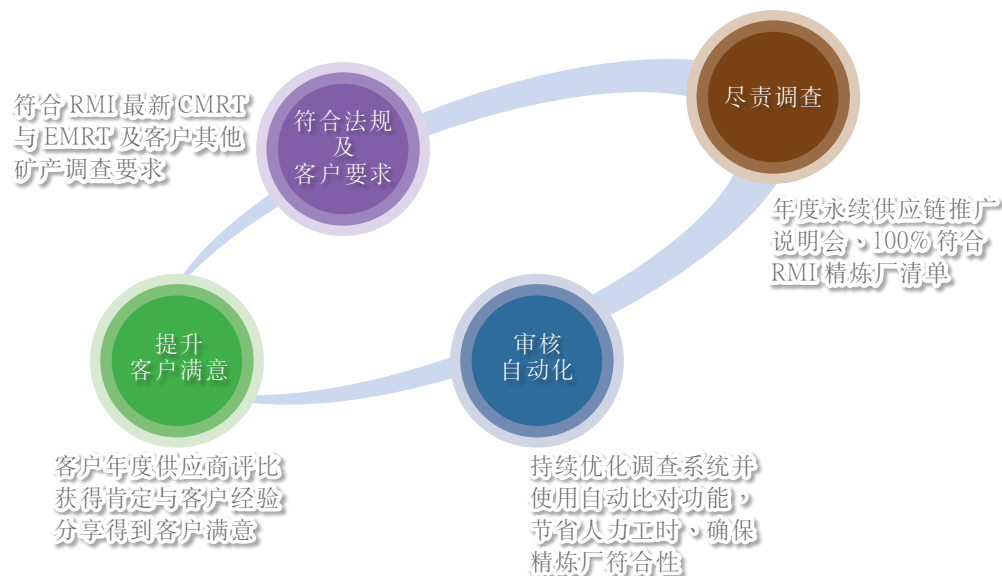 符合 RMI 最新 CMRT
与 EMRT 及客户其他
矿产调查要求
符合法规
及
客户要求
尽责调查
年度永续供应链推广
说明会、100% 符合
RMI 精炼厂清单
提升
客户满意
客户年度供应商评比
获得肯定与客户经验
分享得到客户满意
审核
自动化
持续优化调查系统并
使用自动比对功能，
节省人力工时、确保
精炼厂符合性